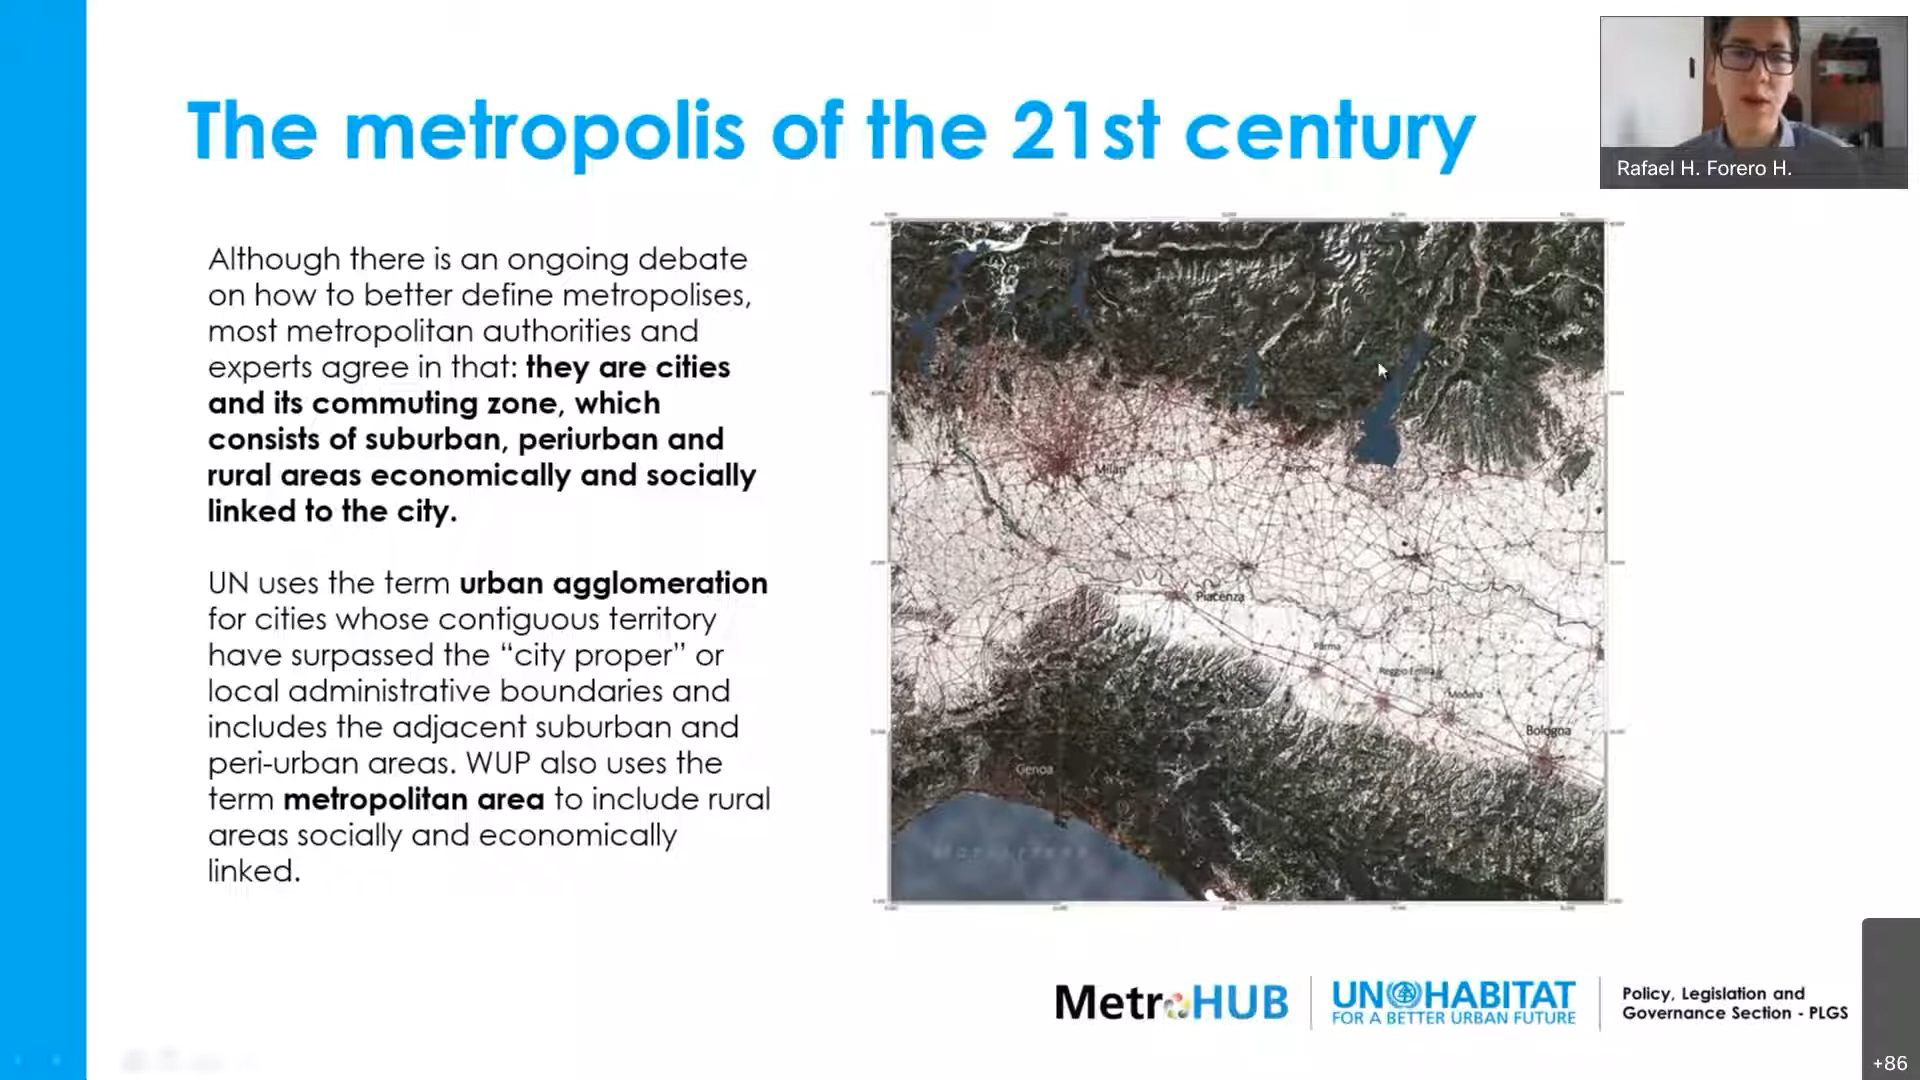 The metropolis of the 21st century
Rafael H. Forero H.
Although there is an ongoing debate
on how to better define metropolises,
most metropolitan authorities and
experts agree in that: they are cities
and its commuting zone, which
consists of suburban, periurban and
rural areas economically and socially
linked to the city.
UN uses the term urban agglomeration
for cities whose contiguous territory
have surpassed the “city proper” or
local administrative boundaries and
includes the adjacent suburban and
peri-urban areas. WUP also uses the
term metropolitan area to include rural
areas socially and economically
linked.
Milan
Piacenza
Parma
Reggio Emilia
Modena
Bologna
Genoa
MetroHUB
UN HABITAT
FOR A BETTER URBAN FUTURE
Policy, Legislation and
Governance Section - PLGS
+86